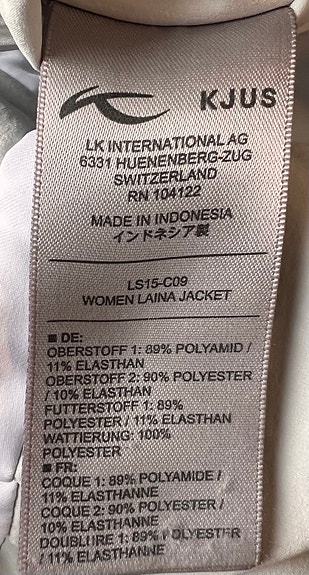 KJUS
LK INTERNATIONAL AG
6331 HUENENBERG-ZUG
SWITZERLAND
RN 104122
MADE IN INDONESIA
インドネシア製
LS15-C09
WOMEN LAINA JACKET
■ DE:
OBERSTOFF 1: 89% POLYAMID /
11% ELASTHAN
OBERSTOFF 2: 90% POLYESTER
/ 10% ELASTHAN
FUTTERSTOFF 1: 89%
POLYESTER / 11% ELASTHAN
WATTIERUNG: 100%
POLYESTER
■ FR:
COQUE 1: 89% POLYAMIDE /
11% ELASTHANNE
COQUE 2: 90% POLYESTER /
10% ELASTHANNE
DOUBLURE 1: 89% POLYESTER
/ 11% ELASTHANNE